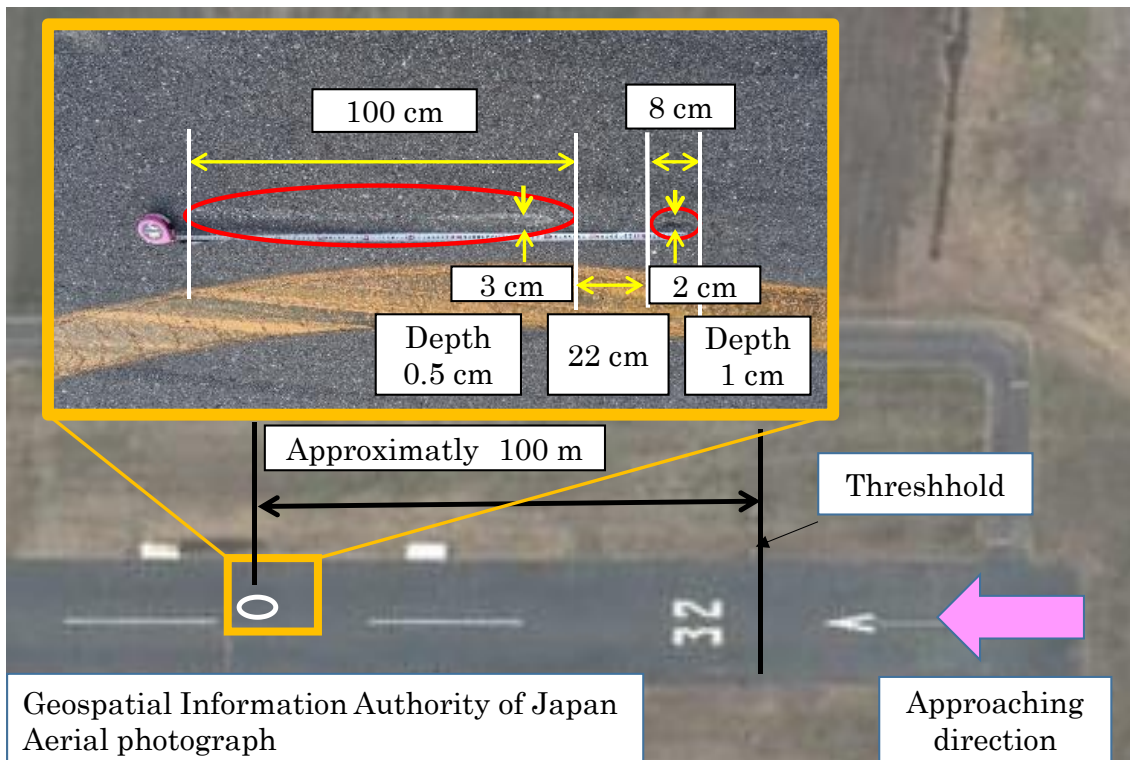 100 cm
8 cm
3 cm
2 cm
Depth
0.5 cm
22 cm
Depth
1 cm
Approximatly 100 m
Threshhold
32
Geospatial Information Authority of Japan
Aerial photograph
Approaching
direction